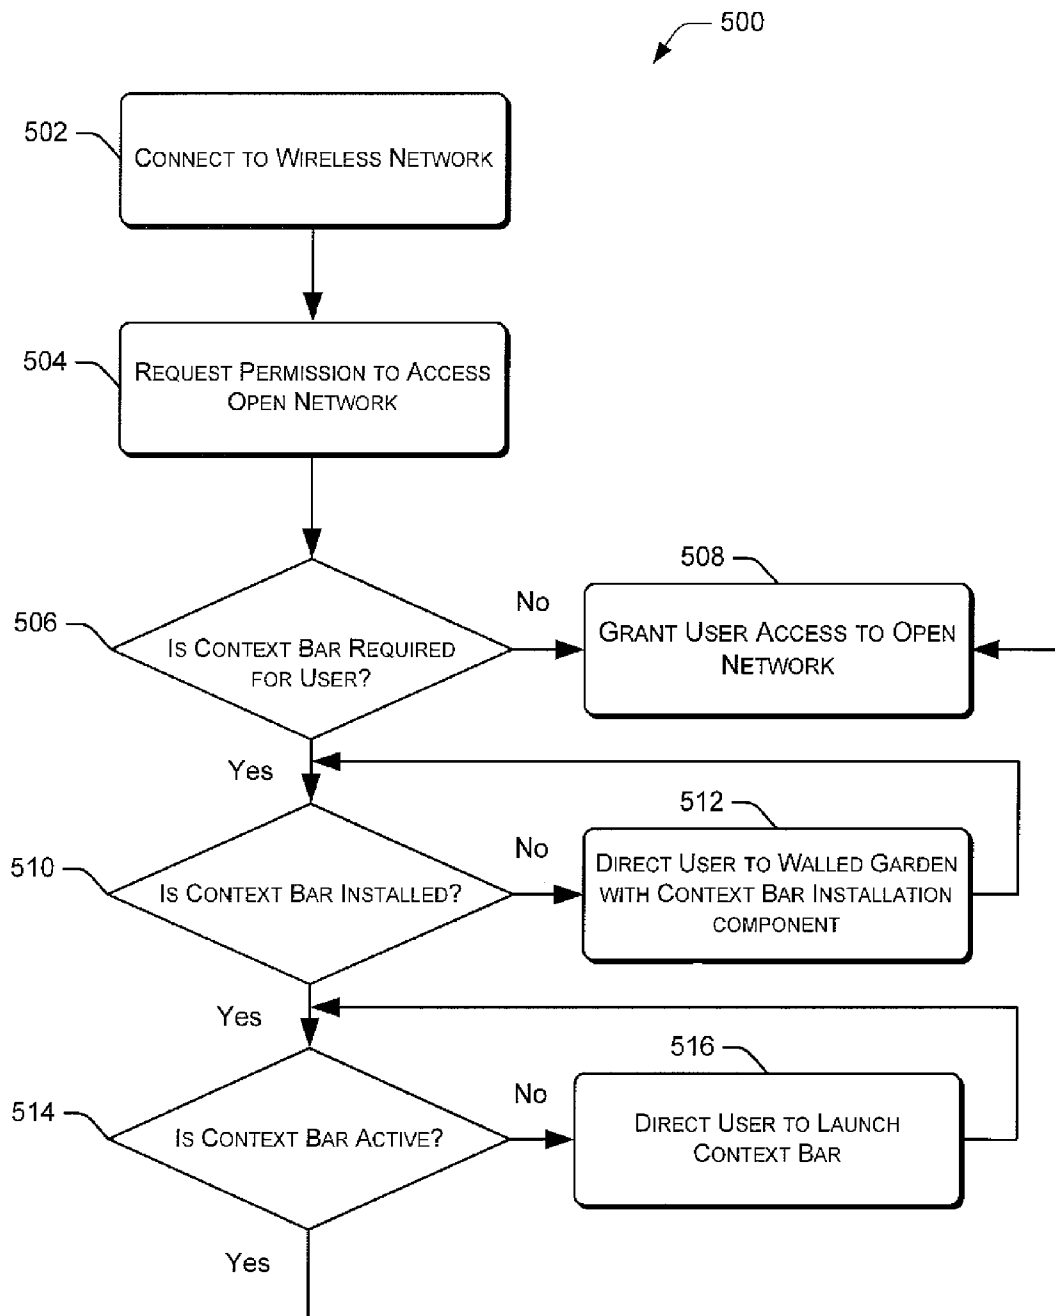 500
502
CONNECT TO WIRELESS NETWORK
504
REQUEST PERMISSION TO ACCESS
OPEN NETWORK
506
IS CONTEXT BAR REQUIRED
FOR USER?
No
508
GRANT USER ACCESS TO OPEN
NETWORK
Yes
510
IS CONTEXT BAR INSTALLED?
No
512
DIRECT USER TO WALLED GARDEN
WITH CONTEXT BAR INSTALLATION
COMPONENT
Yes
514
IS CONTEXT BAR ACTIVE?
No
516
DIRECT USER TO LAUNCH
CONTEXT BAR
Yes